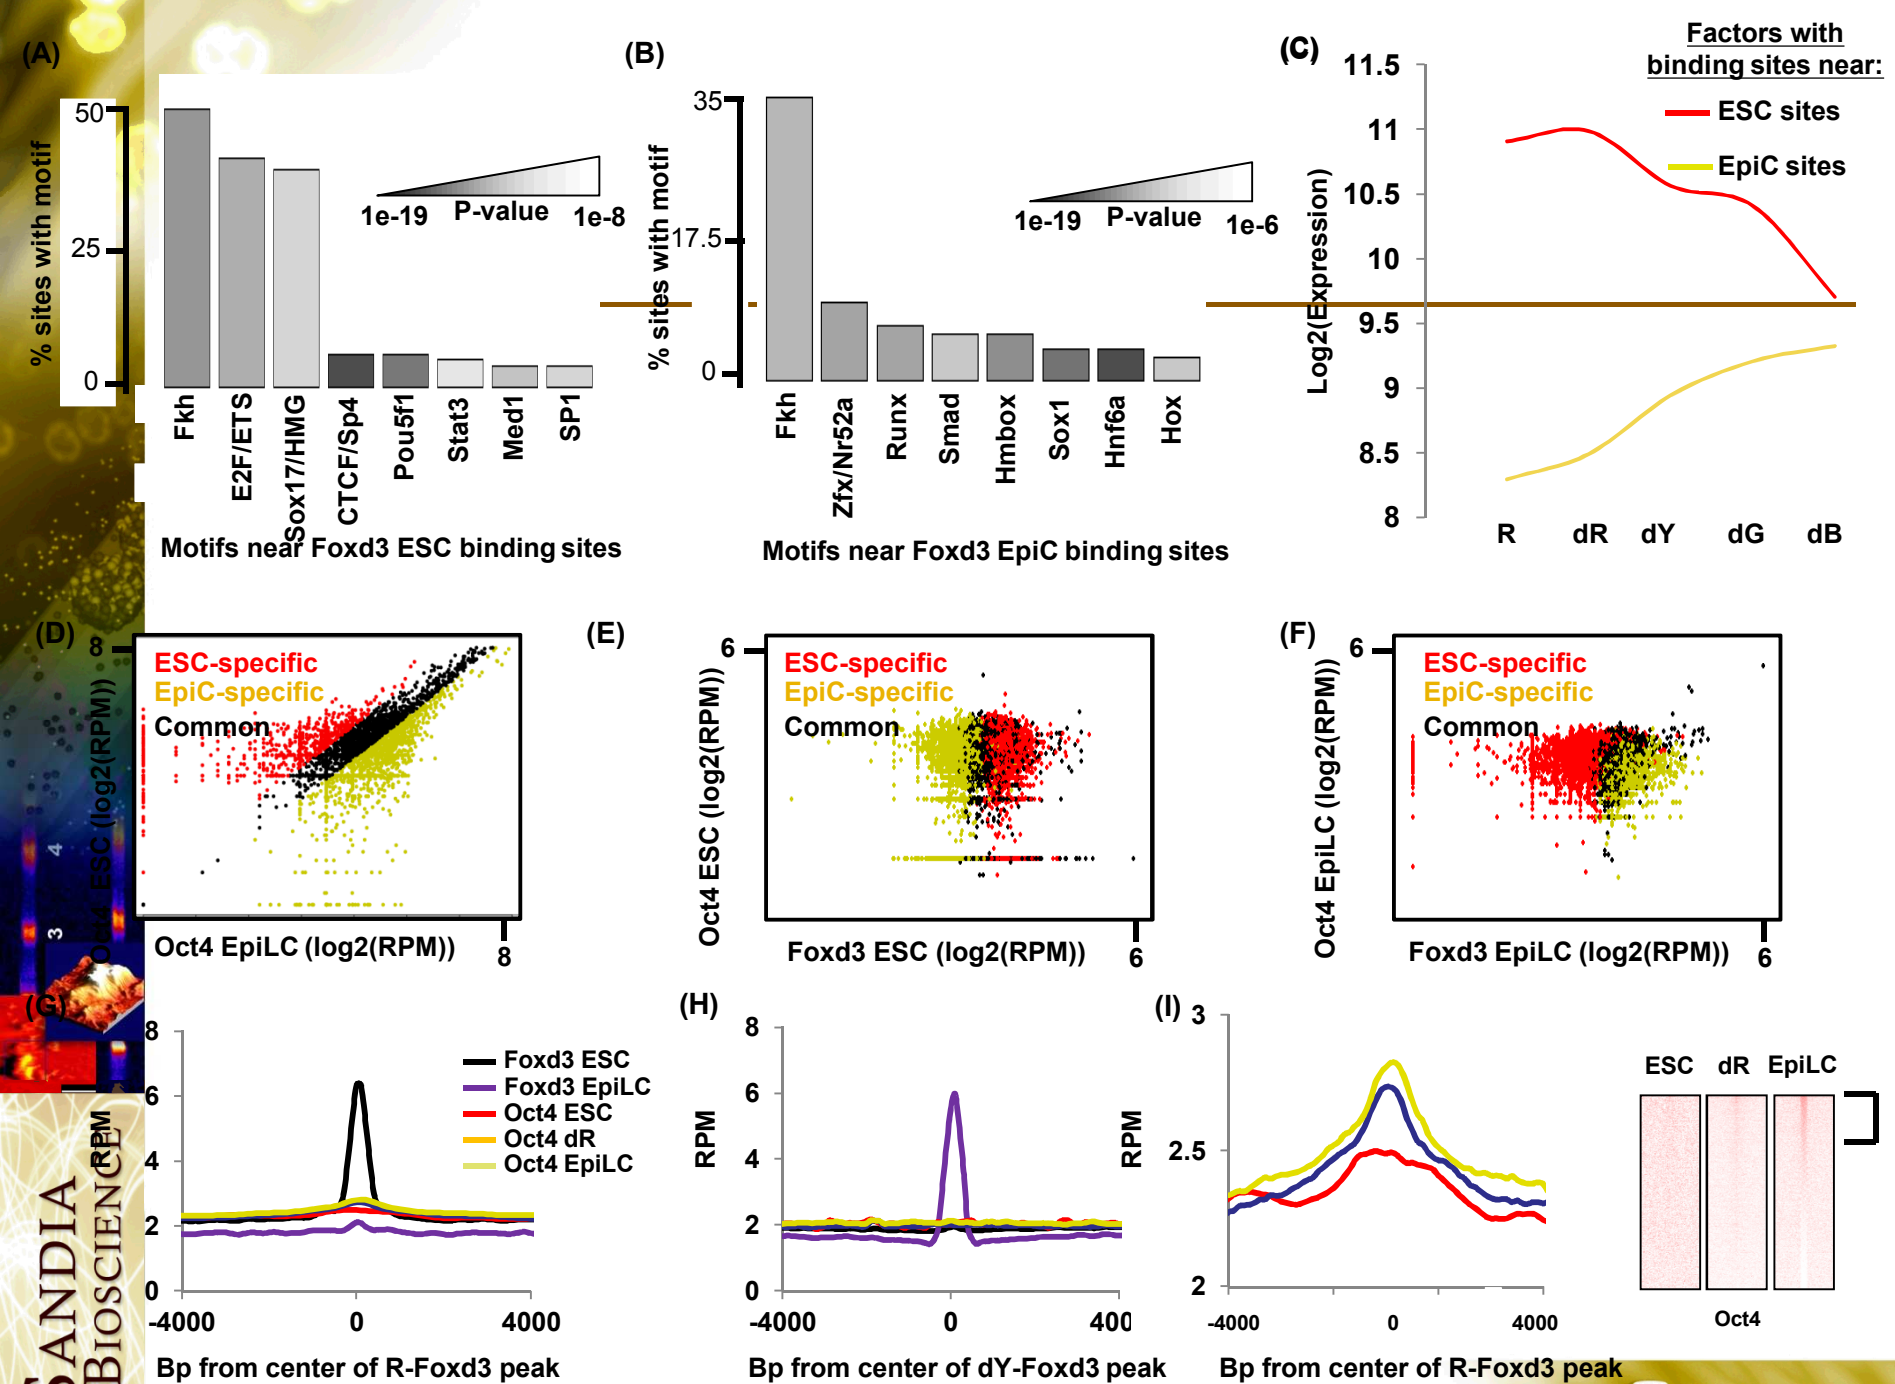 (A)
50
25
0
% sites with motif
1e-19
P-value
1e-8
Fkh
E2F/ETS
Sox17/HMG
CTCF/Sp4
Pou5f1
Stat3
Med1
SP1
Motifs near Foxd3 ESC binding sites
(B)
35
17.5
0
% sites with motif
1e-19
P-value
1e-6
Fkh
Zfx/Nr52a
Runx
Smad
Hmbox
Sox1
Hnf6a
Hox
Motifs near Foxd3 EpiC binding sites
(C)
Factors with
binding sites near:
ESC sites
EpiC sites
11.5
11
10.5
10
9.5
9
8.5
8
Log2(Expression)
R
dR
dY
dG
dB
(D)
8
ESC-specific
EpiC-specific
Common
Oct4 ESC (log2(RPM))
Oct4 EpiLC (log2(RPM))
8
(E)
6
ESC-specific
EpiC-specific
Common
Oct4 ESC (log2(RPM))
Foxd3 ESC (log2(RPM))
6
(F)
6
ESC-specific
EpiC-specific
Common
Oct4 EpiLC (log2(RPM))
Foxd3 EpiLC (log2(RPM))
6
4
3
(G)
8
6
4
2
0
RPM
Foxd3 ESC
Foxd3 EpiLC
Oct4 ESC
Oct4 dR
Oct4 EpiLC
-4000
0
4000
Bp from center of R-Foxd3 peak
(H)
8
6
4
2
0
RPM
-4000
0
400
Bp from center of dY-Foxd3 peak
(I)
3
2.5
2
RPM
-4000
0
4000
Bp from center of R-Foxd3 peak
ESC
dR
EpiLC
Oct4
SANDIA
BIOSCIENCE